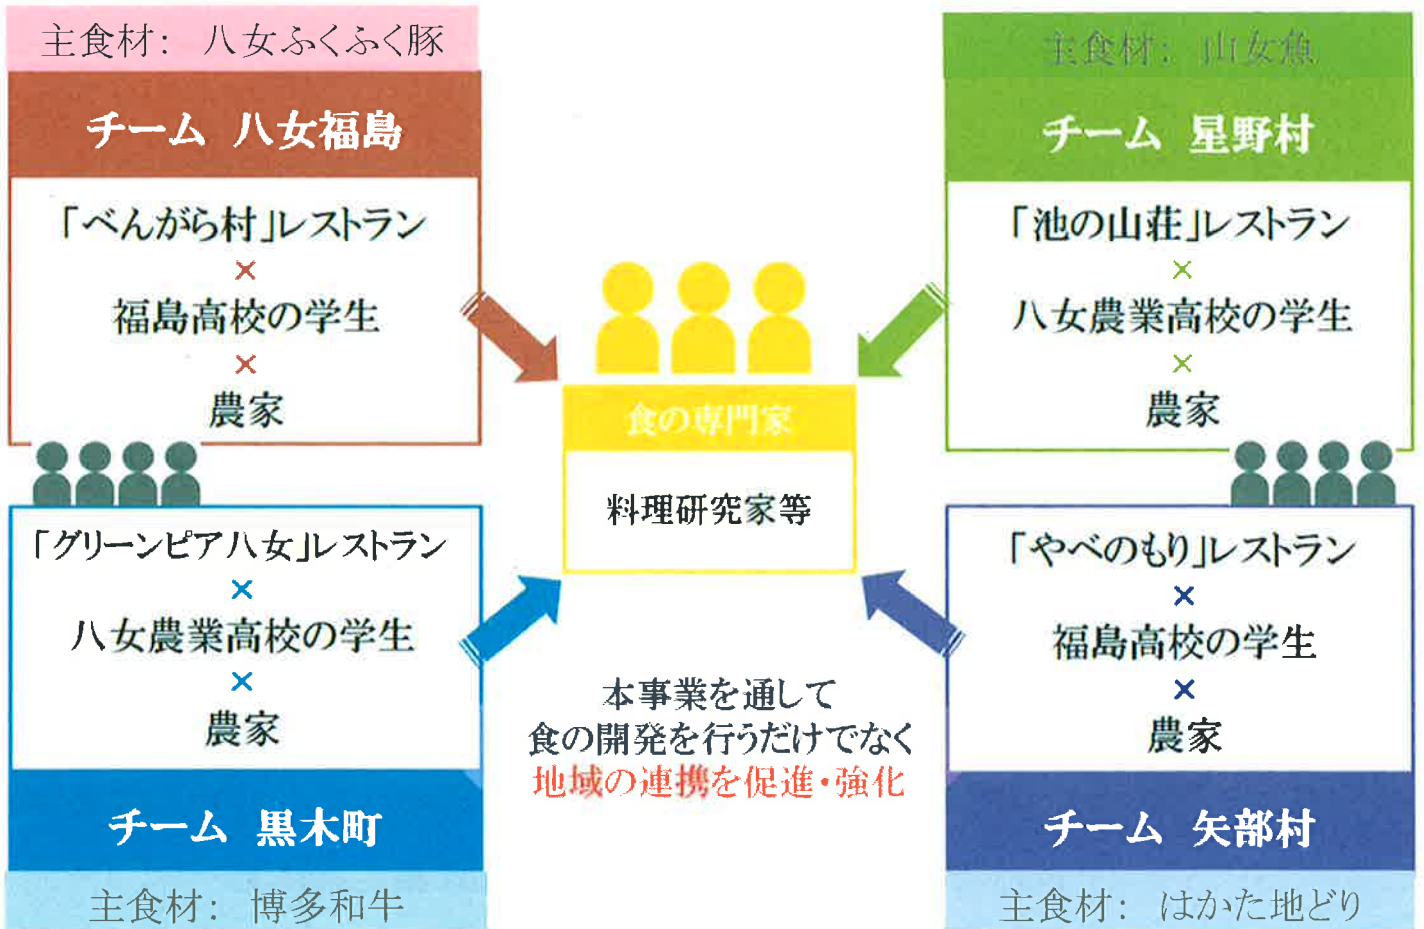 主食材： 八女ふくふく豚
チーム 八女福島
「べんがら村」レストラン
×
福島高校の学生
×
農家
主食材： 山女魚
チーム 星野村
「池の山荘」レストラン
×
八女農業高校の学生
×
農家
食の専門家
料理研究家等
「グリーンピア八女」レストラン
×
八女農業高校の学生
×
農家
チーム 黒木町
主食材： 博多和牛
「やべのもり」レストラン
×
福島高校の学生
×
農家
チーム 矢部村
主食材： はかた地どり
本事業を通して
食の開発を行うだけでなく
地域の連携を促進・強化